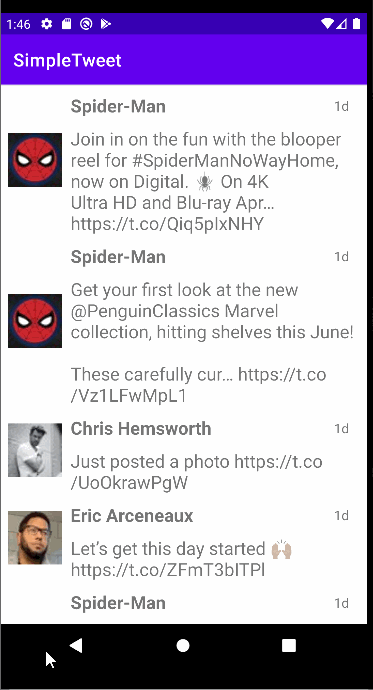 1:46
SimpleTweet
Spider-Man 1d
Join in on the fun with the blooper
reel for #SpiderManNoWayHome,
now on Digital. 🕷 On 4K
Ultra HD and Blu-ray Apr…
https://t.co/Qiq5pIxNHY
Spider-Man 1d
Get your first look at the new
@PenguinClassics Marvel
collection, hitting shelves this June!
These carefully cur… https://t.co
/Vz1LFwMpL1
Chris Hemsworth 1d
Just posted a photo https://t.co
/UoOkrawPgW
Eric Arceneaux 1d
Let’s get this day started 🙌🏼
https://t.co/ZFmT3bITPl
Spider-Man 1d